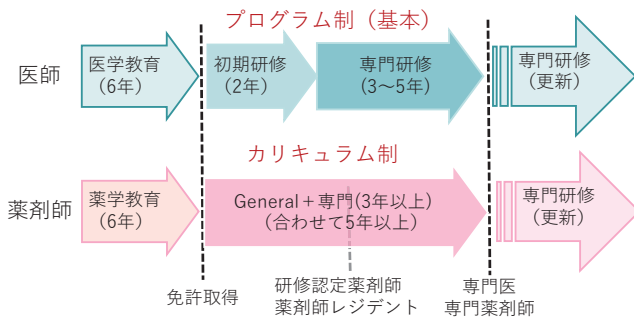 プログラム制（基本）
医師
医学教育
(6年)
初期研修
(2年)
専門研修
(3～5年)
専門研修
(更新)
カリキュラム制
薬剤師
薬学教育
(6年)
General＋専門(3年以上)
(合わせて5年以上)
専門研修
(更新)
免許取得
研修認定薬剤師
薬剤師レジデント
専門医
専門薬剤師